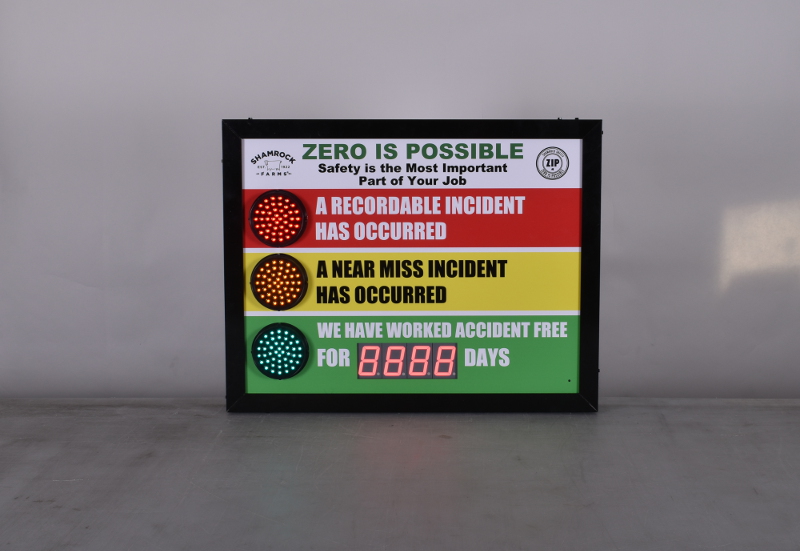 SHAMROCK
FARMS
ZERO IS POSSIBLE
Safety is the Most Important
Part of Your Job
ZIP
A RECORDABLE INCIDENT
HAS OCCURRED
A NEAR MISS INCIDENT
HAS OCCURRED
WE HAVE WORKED ACCIDENT FREE
FOR 8888 DAYS